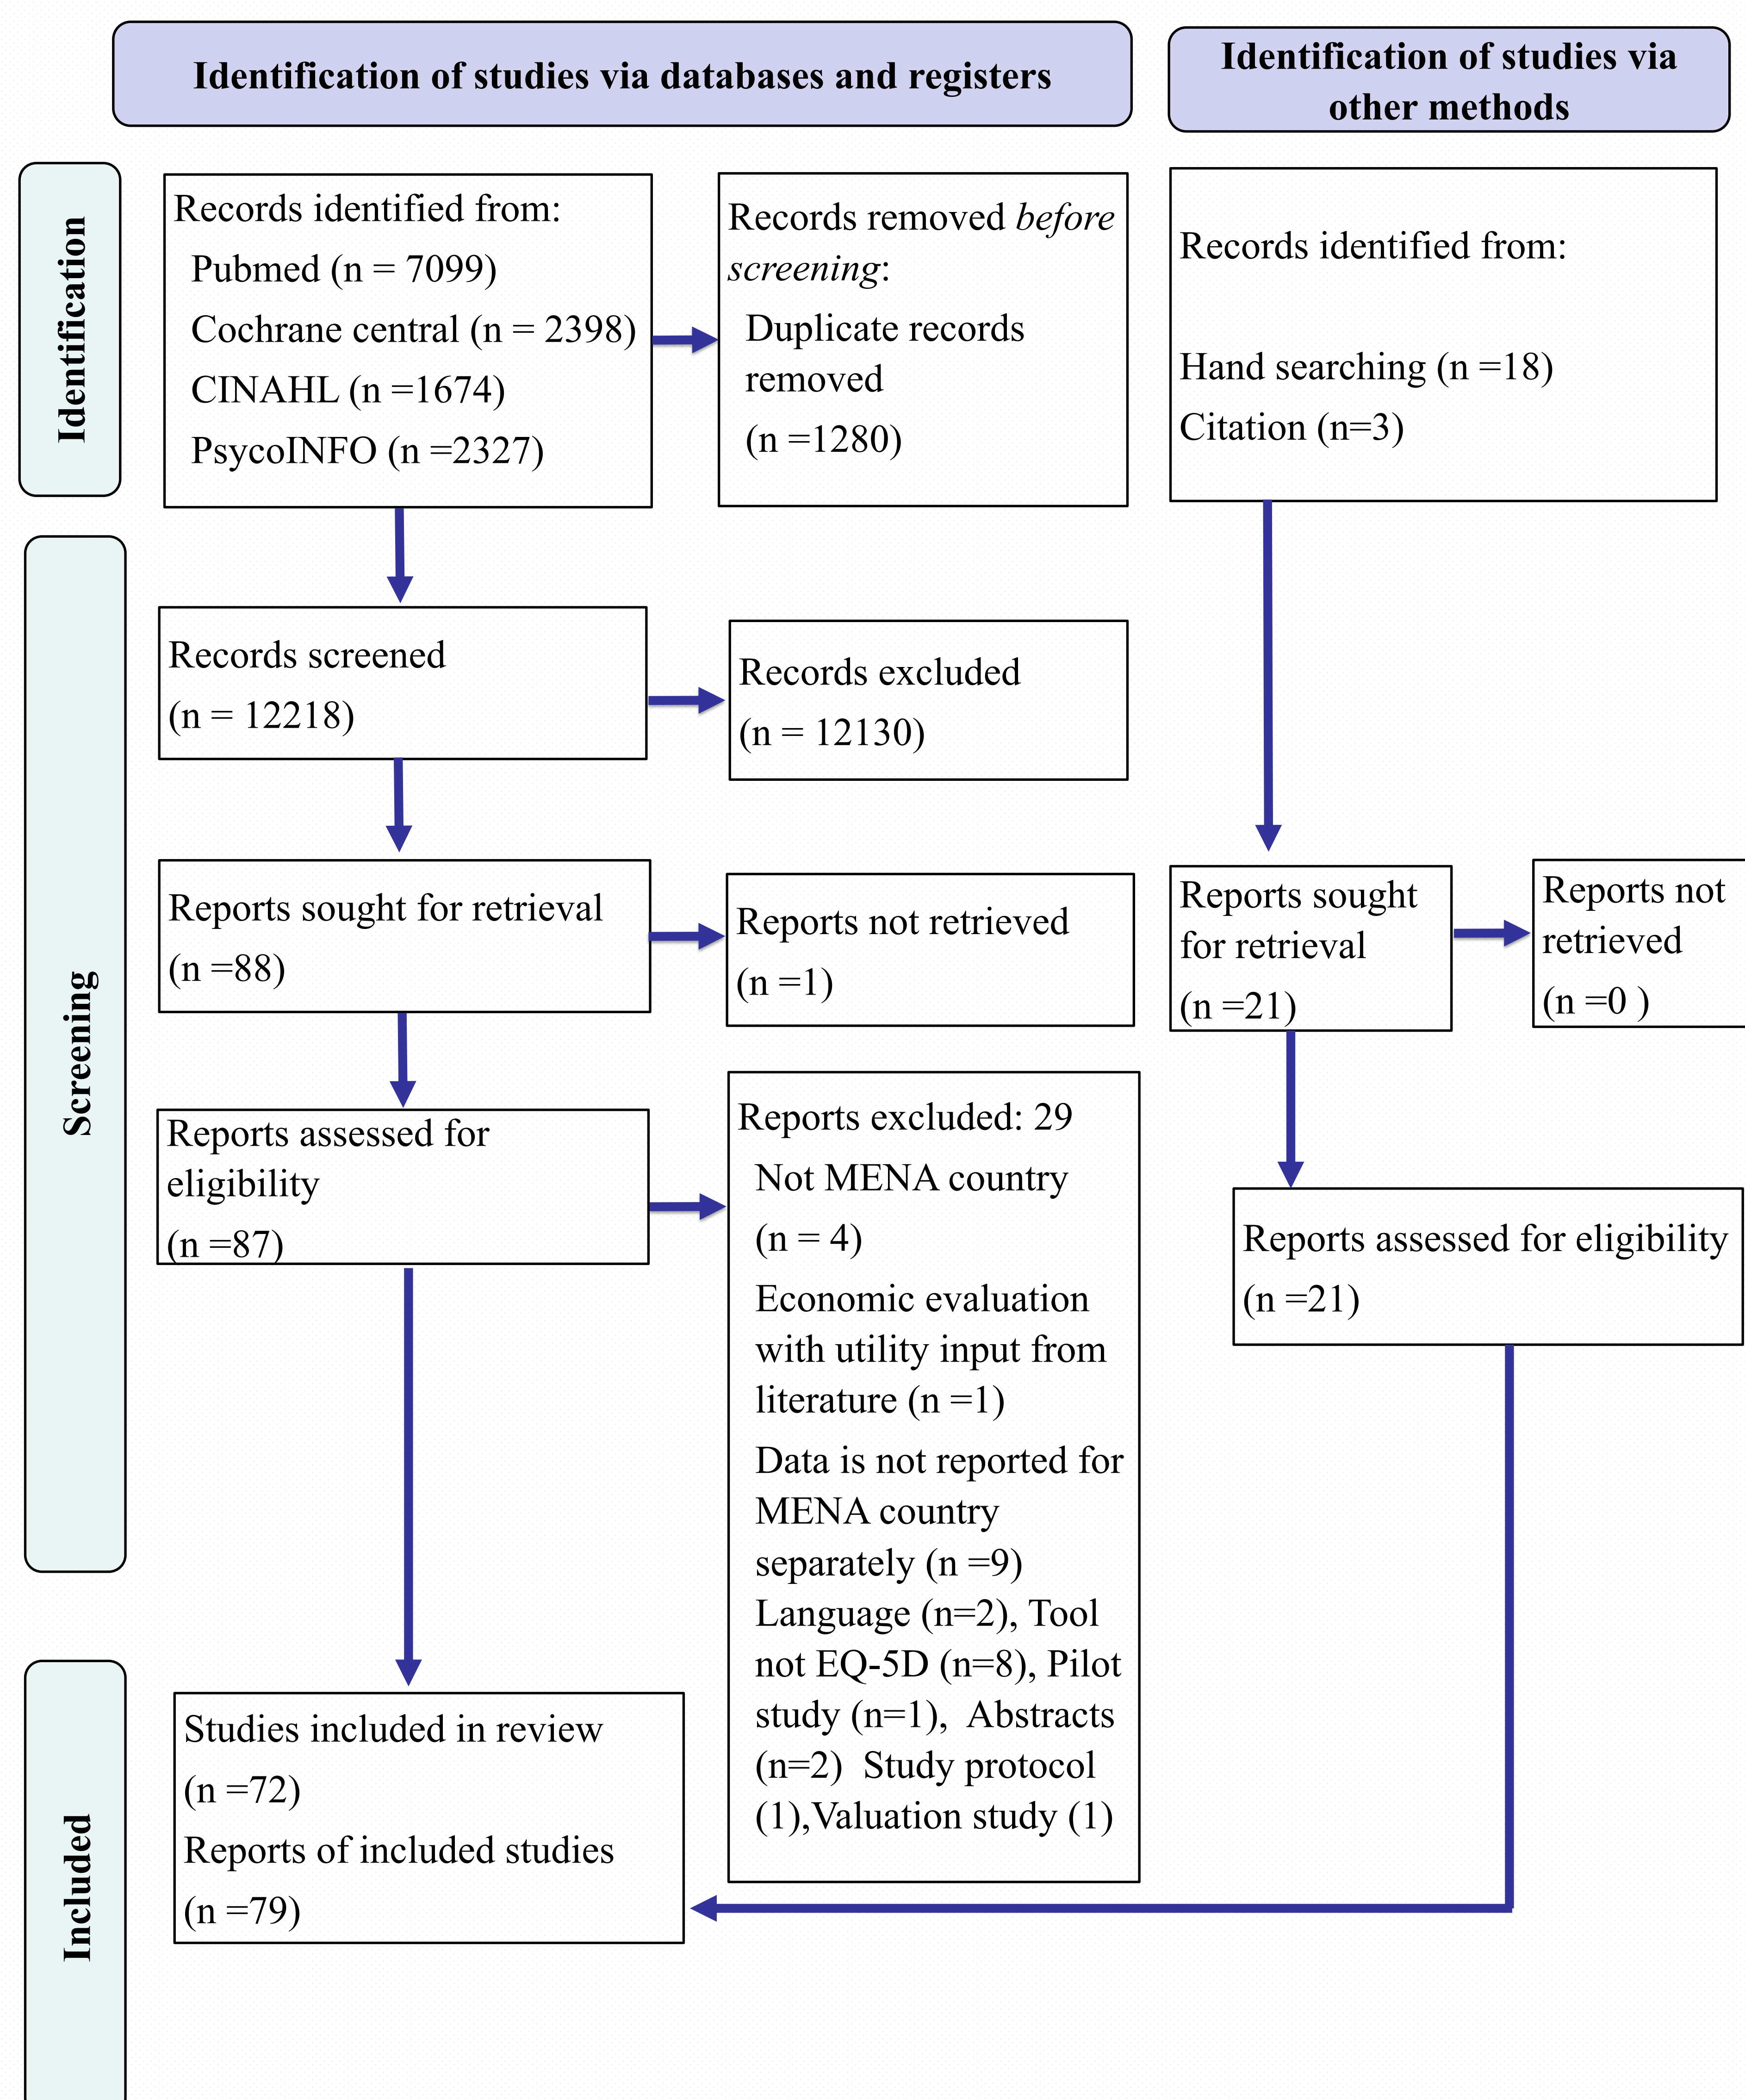 Identification of studies via databases and registers
Identification of studies via
other methods
Identification
Records identified from:
Pubmed (n = 7099)
Cochrane central (n = 2398)
CINAHL (n =1674)
PsycoINFO (n =2327)
Records removed before
screening:
Duplicate records
removed
(n =1280)
Records identified from:
Hand searching (n =18)
Citation (n=3)
Screening
Records screened
(n = 12218)
Records excluded
(n = 12130)
Reports sought for retrieval
(n =88)
Reports not retrieved
(n =1)
Reports sought
for retrieval
(n =21)
Reports not
retrieved
(n =0 )
Reports assessed for
eligibility
(n =87)
Reports excluded: 29
Not MENA country
(n = 4)
Economic evaluation
with utility input from
literature (n =1)
Data is not reported for
MENA country
separately (n =9)
Language (n=2), Tool
not EQ-5D (n=8), Pilot
study (n=1),  Abstracts
(n=2)  Study protocol
(1),Valuation study (1)
Reports assessed for eligibility
(n =21)
Included
Studies included in review
(n =72)
Reports of included studies
(n =79)